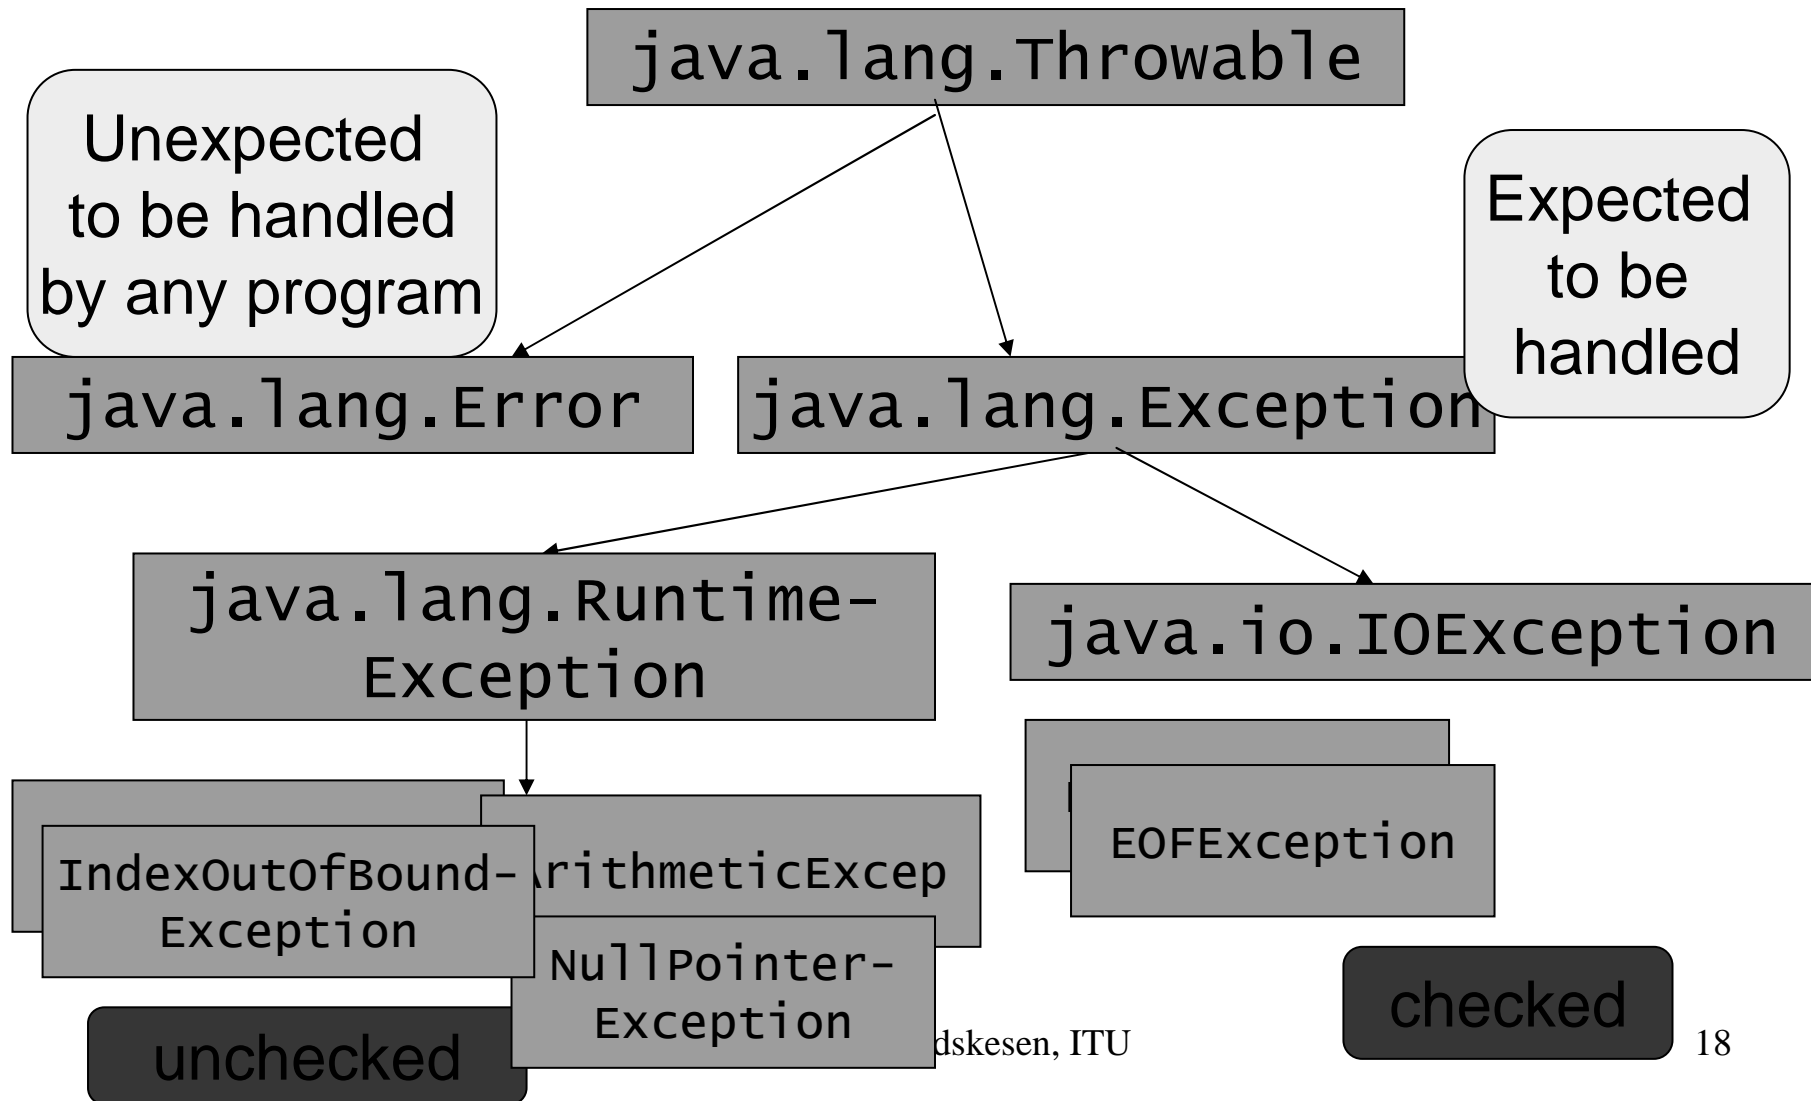 java.lang.Throwable
Unexpected
to be handled
by any program
Expected
to be
handled
java.lang.Error
java.lang.Exception
java.lang.Runtime-
Exception
java.io.IOException
IndexOutOfBound-
Exception
ArithmeticExcep
NullPointer-
Exception
EOFException
unchecked
checked
dskesen, ITU
18